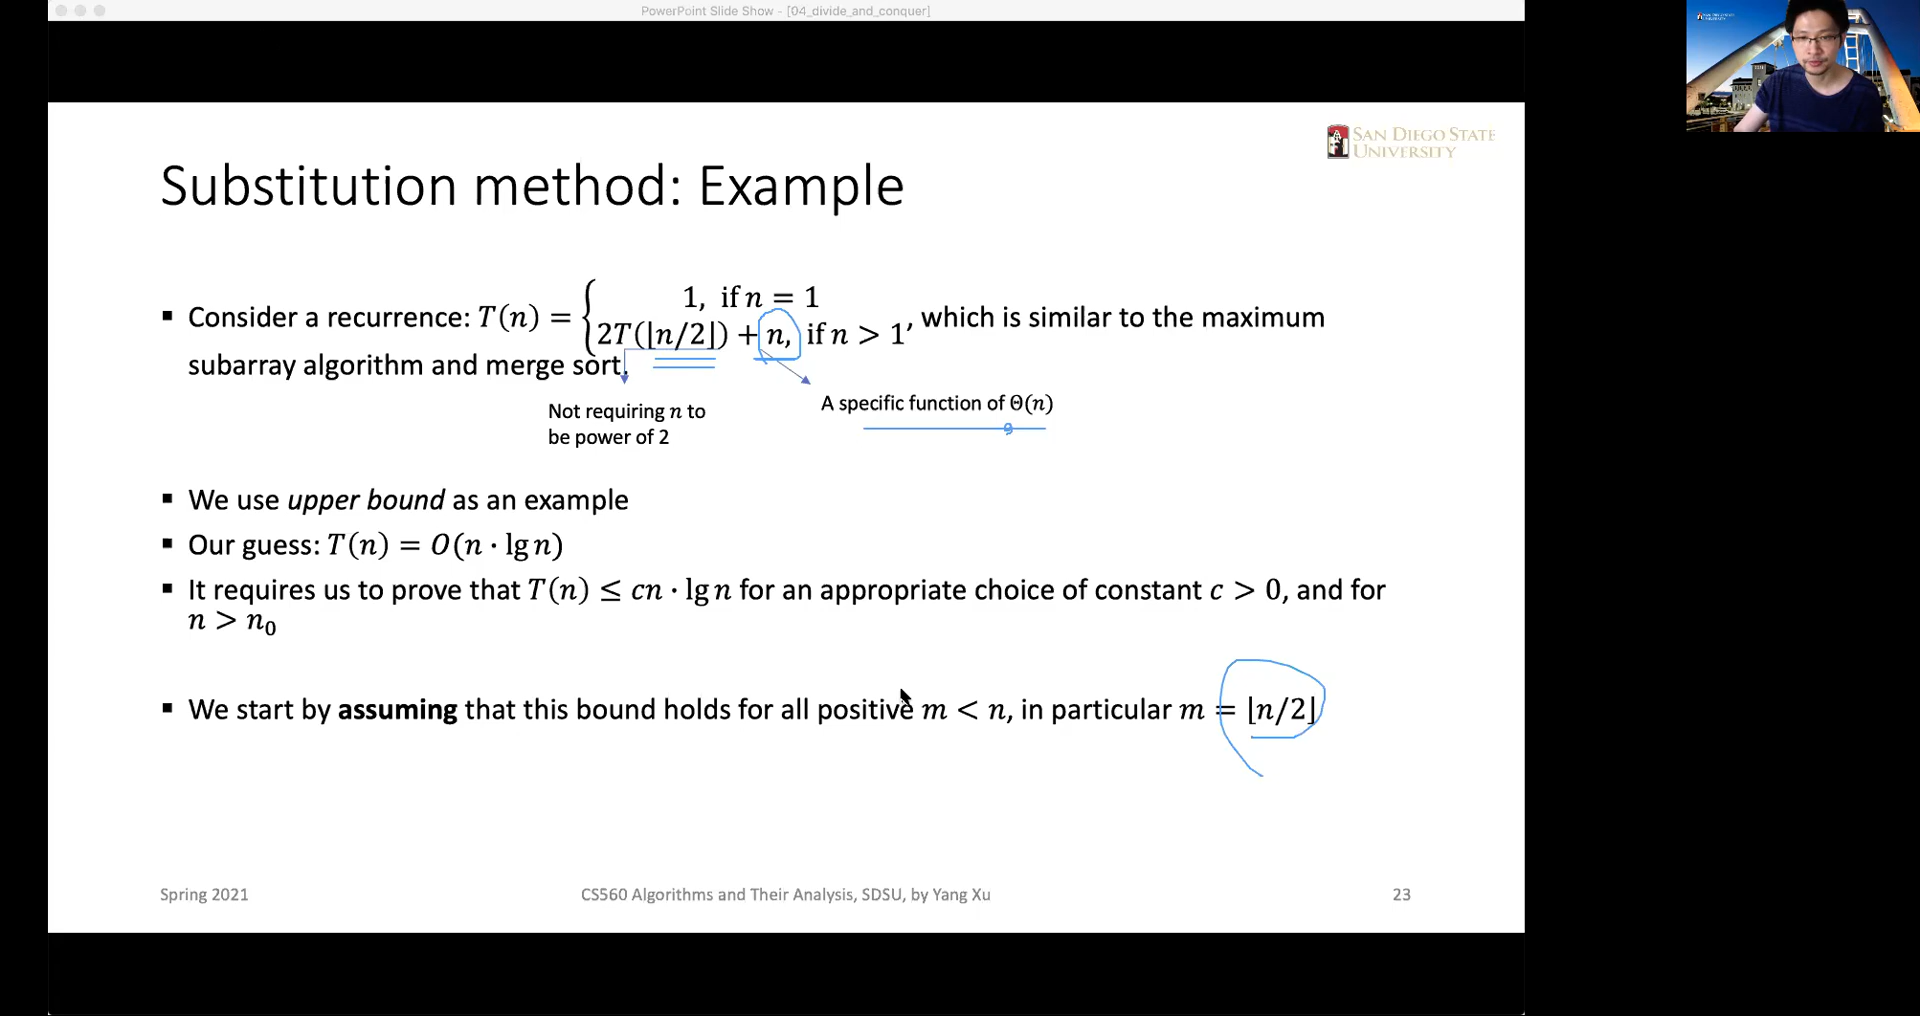 PowerPoint Slide Show - [04_divide_and_conquer]
SAN DIEGO STATE
UNIVERSITY
Substitution method: Example
▪ Consider a recurrence: T(n) = { 1, if n = 1
2T(⌊n/2⌋) + n, if n > 1 , which is similar to the maximum
subarray algorithm and merge sort.
Not requiring n to
be power of 2
A specific function of Θ(n)
▪ We use upper bound as an example
▪ Our guess: T(n) = O(n · lg n)
▪ It requires us to prove that T(n) ≤ cn · lg n for an appropriate choice of constant c > 0, and for
n > n₀
▪ We start by assuming that this bound holds for all positive m < n, in particular m = ⌊n/2⌋
Spring 2021
CS560 Algorithms and Their Analysis, SDSU, by Yang Xu
23